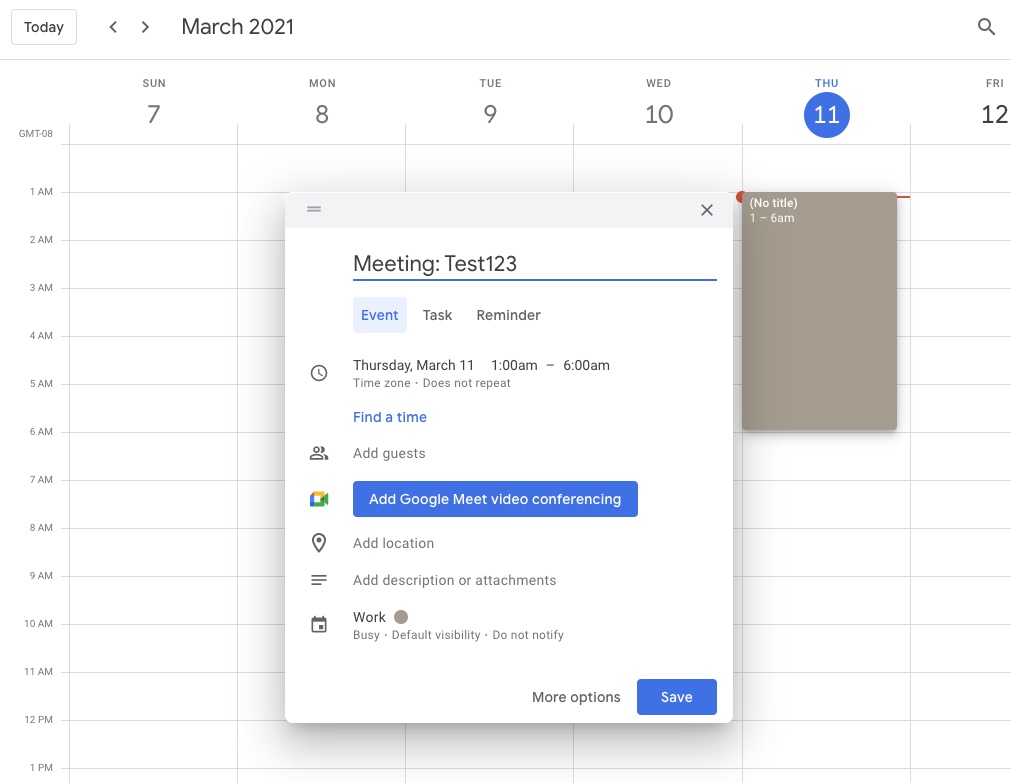 Today
March 2021
SUN MON TUE WED THU FRI
7 8 9 10 11 12
GMT-08
1 AM
2 AM
3 AM
4 AM
5 AM
6 AM
7 AM
8 AM
9 AM
10 AM
11 AM
12 PM
1 PM
(No title)
1 – 6am
Meeting: Test123
Event Task Reminder
Thursday, March 11 1:00am – 6:00am
Time zone · Does not repeat
Find a time
Add guests
Add Google Meet video conferencing
Add location
Add description or attachments
Work
Busy · Default visibility · Do not notify
More options Save